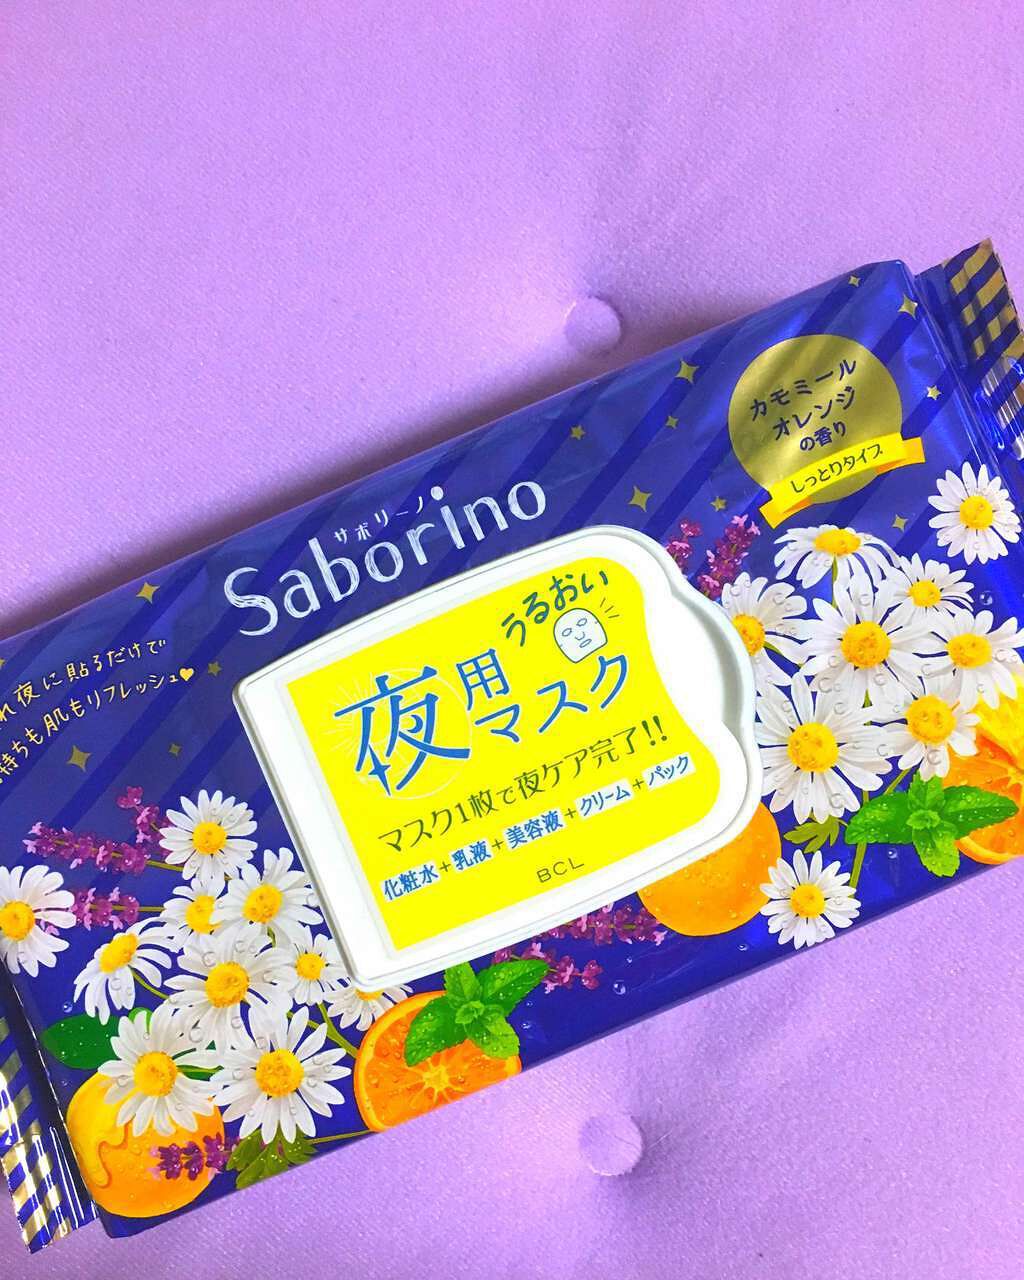 カモミール
オレンジ
の香り
しっとりタイプ
サボリーノ
Saborino
夜に貼るだけで
持ちも肌もリフレッシュ♥
うるおい
夜用
マスク
マスク1枚で夜ケア完了!!
化粧水+乳液+美容液+クリーム+パック
BCL